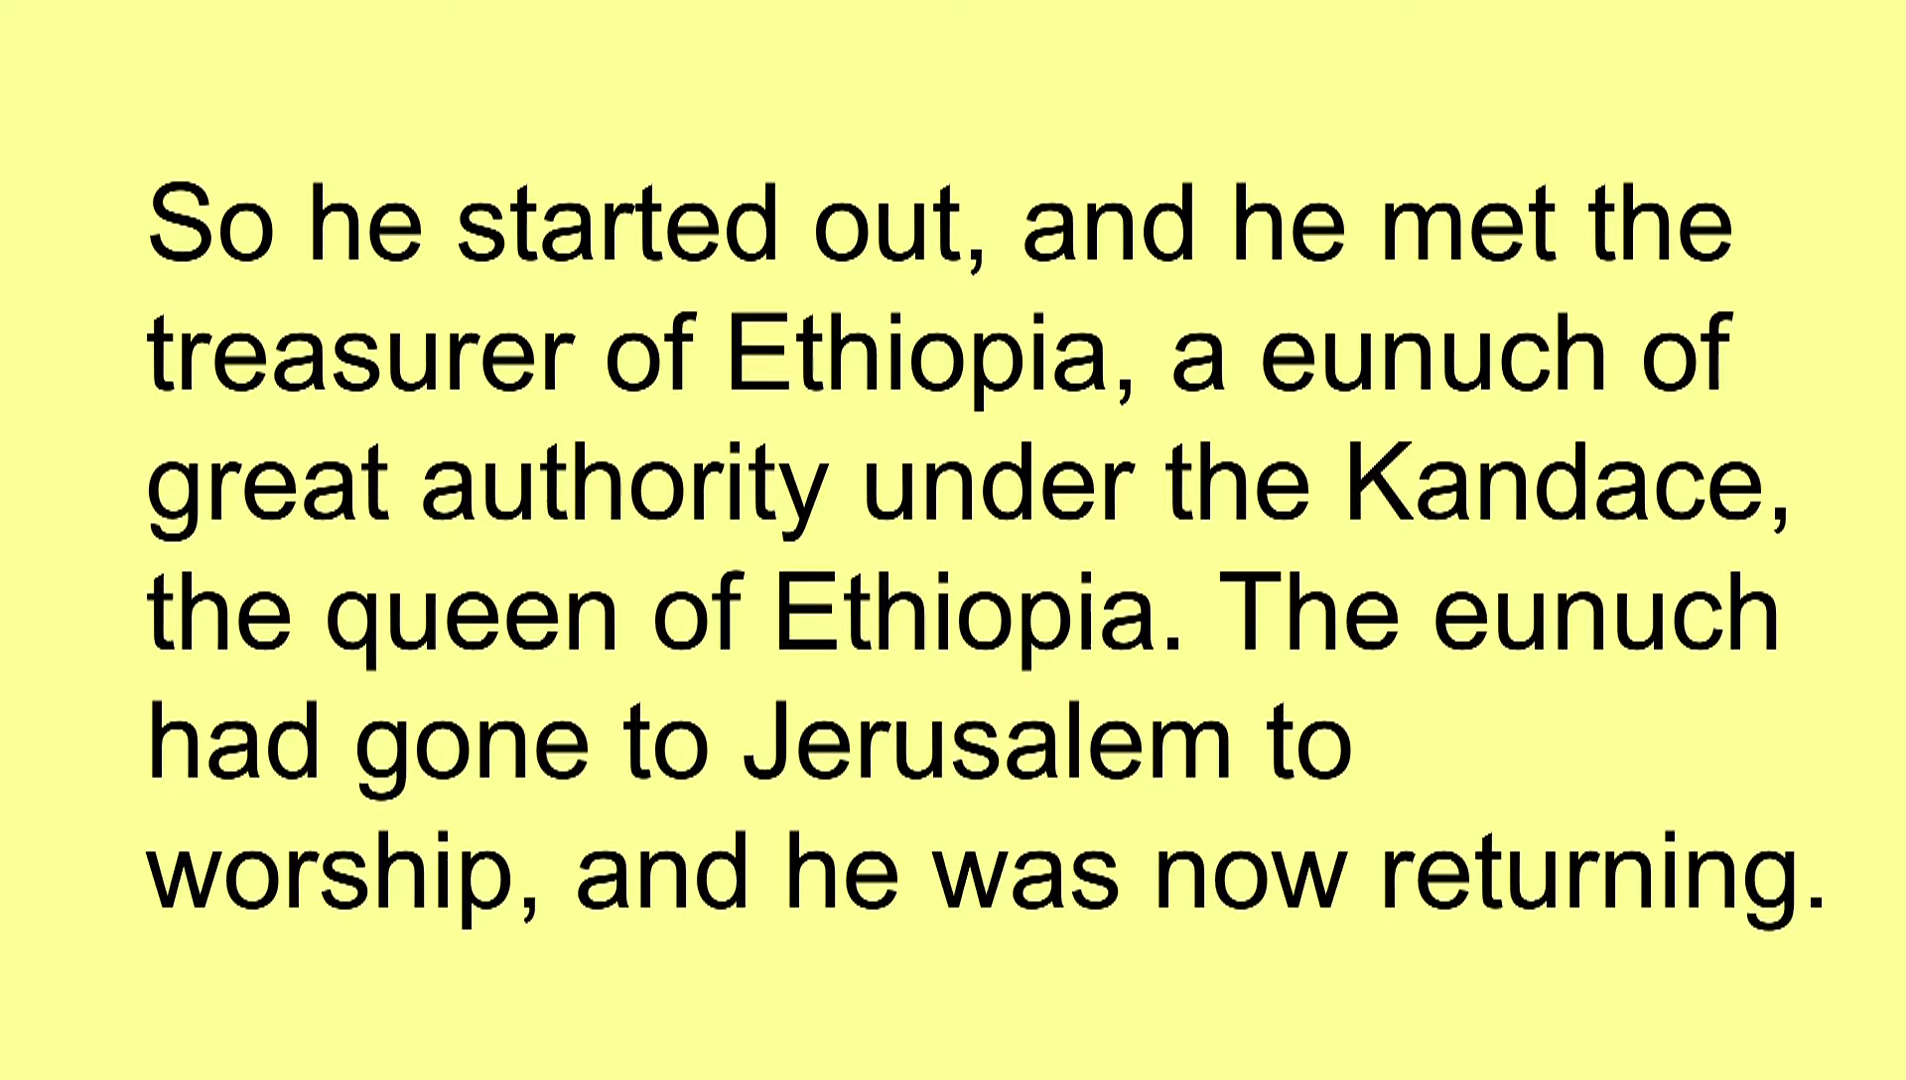 So he started out, and he met the
treasurer of Ethiopia, a eunuch of
great authority under the Kandace,
the queen of Ethiopia. The eunuch
had gone to Jerusalem to
worship, and he was now returning.